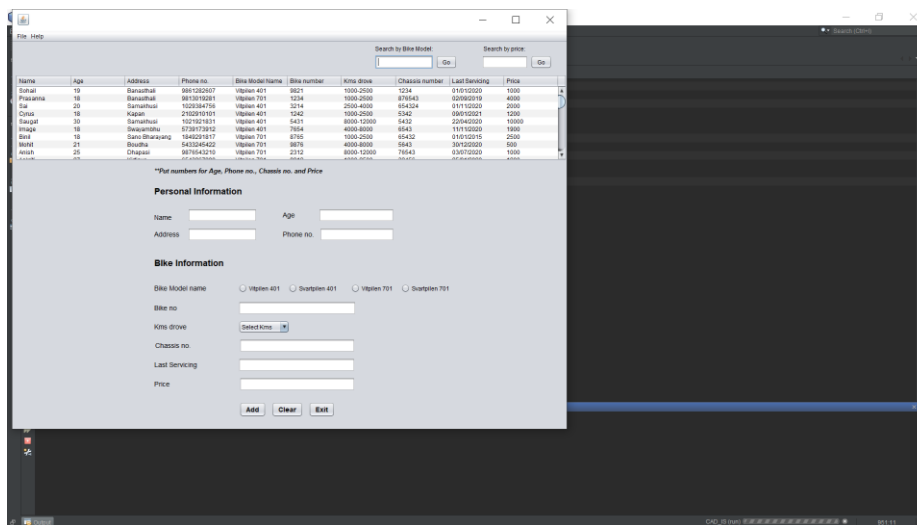 Search (Ctrl+I)
File Help
Search by Bike Model: Search by price:
Go Go
Name Age Address Phone no. Bike Model Name Bike number Kms drove Chassis number Last Servicing Price
Sohail 19 Banasthali 9861282607 Vitpilen 401 9821 1000-2500 1234 01/01/2020 1000
Prasanna 18 Banasthali 9813019281 Vitpilen 701 1234 1000-2500 876543 02/09/2019 4000
Sai 20 Samakhusi 1029384756 Vitpilen 401 3214 2500-4000 654324 01/11/2020 2000
Cyrus 18 Kapan 2102910101 Vitpilen 401 1242 1000-2500 5342 09/01/2021 1200
Saugat 30 Samakhusi 1021921831 Vitpilen 401 5431 8000-12000 5432 22/04/2020 10000
Image 18 Swayambhu 5739173912 Vitpilen 401 7654 4000-8000 6543 11/11/2020 1900
Binil 18 Sano Bharayang 1849291817 Vitpilen 701 8765 1000-2500 65432 01/01/2015 2500
Mohit 21 Boudha 5433245422 Vitpilen 701 9876 4000-8000 5643 30/12/2020 500
Anish 25 Dhapasi 9876543210 Vitpilen 701 2312 8000-12000 76543 03/07/2020 1000
**Put numbers for Age, Phone no., Chassis no. and Price
Personal Information
Name Age
Address Phone no.
Bike Information
Bike Model name Vitpilen 401 Svartpilen 401 Vitpilen 701 Svartpilen 701
Bike no
Kms drove Select Kms
Chassis no.
Last Servicing
Price
Add Clear Exit
Output CAD_IS (run) 951:13